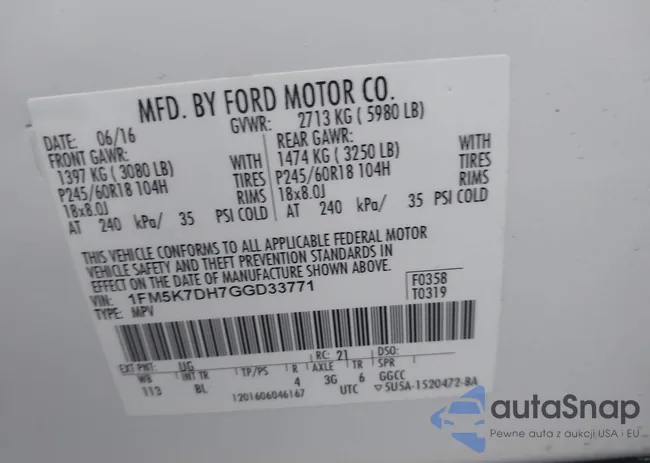 MFD. BY FORD MOTOR CO.
DATE: 06/16 GVWR: 2713 KG ( 5980 LB)
FRONT GAWR: REAR GAWR:
1397 KG ( 3080 LB) WITH 1474 KG ( 3250 LB) WITH
P245/60R18 104H TIRES P245/60R18 104H TIRES
18x8.0J RIMS 18x8.0J RIMS
AT 240 kPa/ 35 PSI COLD AT 240 kPa/ 35 PSI COLD
THIS VEHICLE CONFORMS TO ALL APPLICABLE FEDERAL MOTOR
VEHICLE SAFETY AND THEFT PREVENTION STANDARDS IN
EFFECT ON THE DATE OF MANUFACTURE SHOWN ABOVE.
VIN: 1FM5K7DH7GGD33771 F0358
TYPE: MPV T0319
EXT PNT: UG RC: 21 DSO:
WB INT TR TP/PS R AXLE TR SPR
113 BL 4 3G 6 GGCC
1201606046167 UTC ▽5U5A-1520472-BA
autaSnap
Pewne auta z aukcji USA i EU